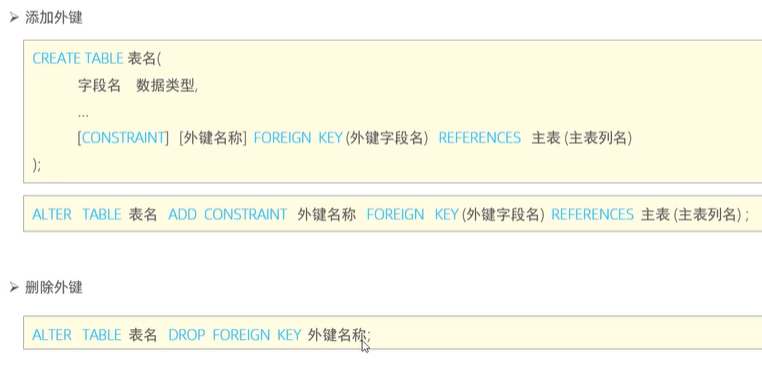 ➢ 添加外键
CREATE TABLE 表名(
字段名 数据类型,
...
[CONSTRAINT] [外键名称] FOREIGN KEY (外键字段名) REFERENCES 主表 (主表列名)
);
ALTER TABLE 表名 ADD CONSTRAINT 外键名称 FOREIGN KEY (外键字段名) REFERENCES 主表 (主表列名) ;
➢ 删除外键
ALTER TABLE 表名 DROP FOREIGN KEY 外键名称;